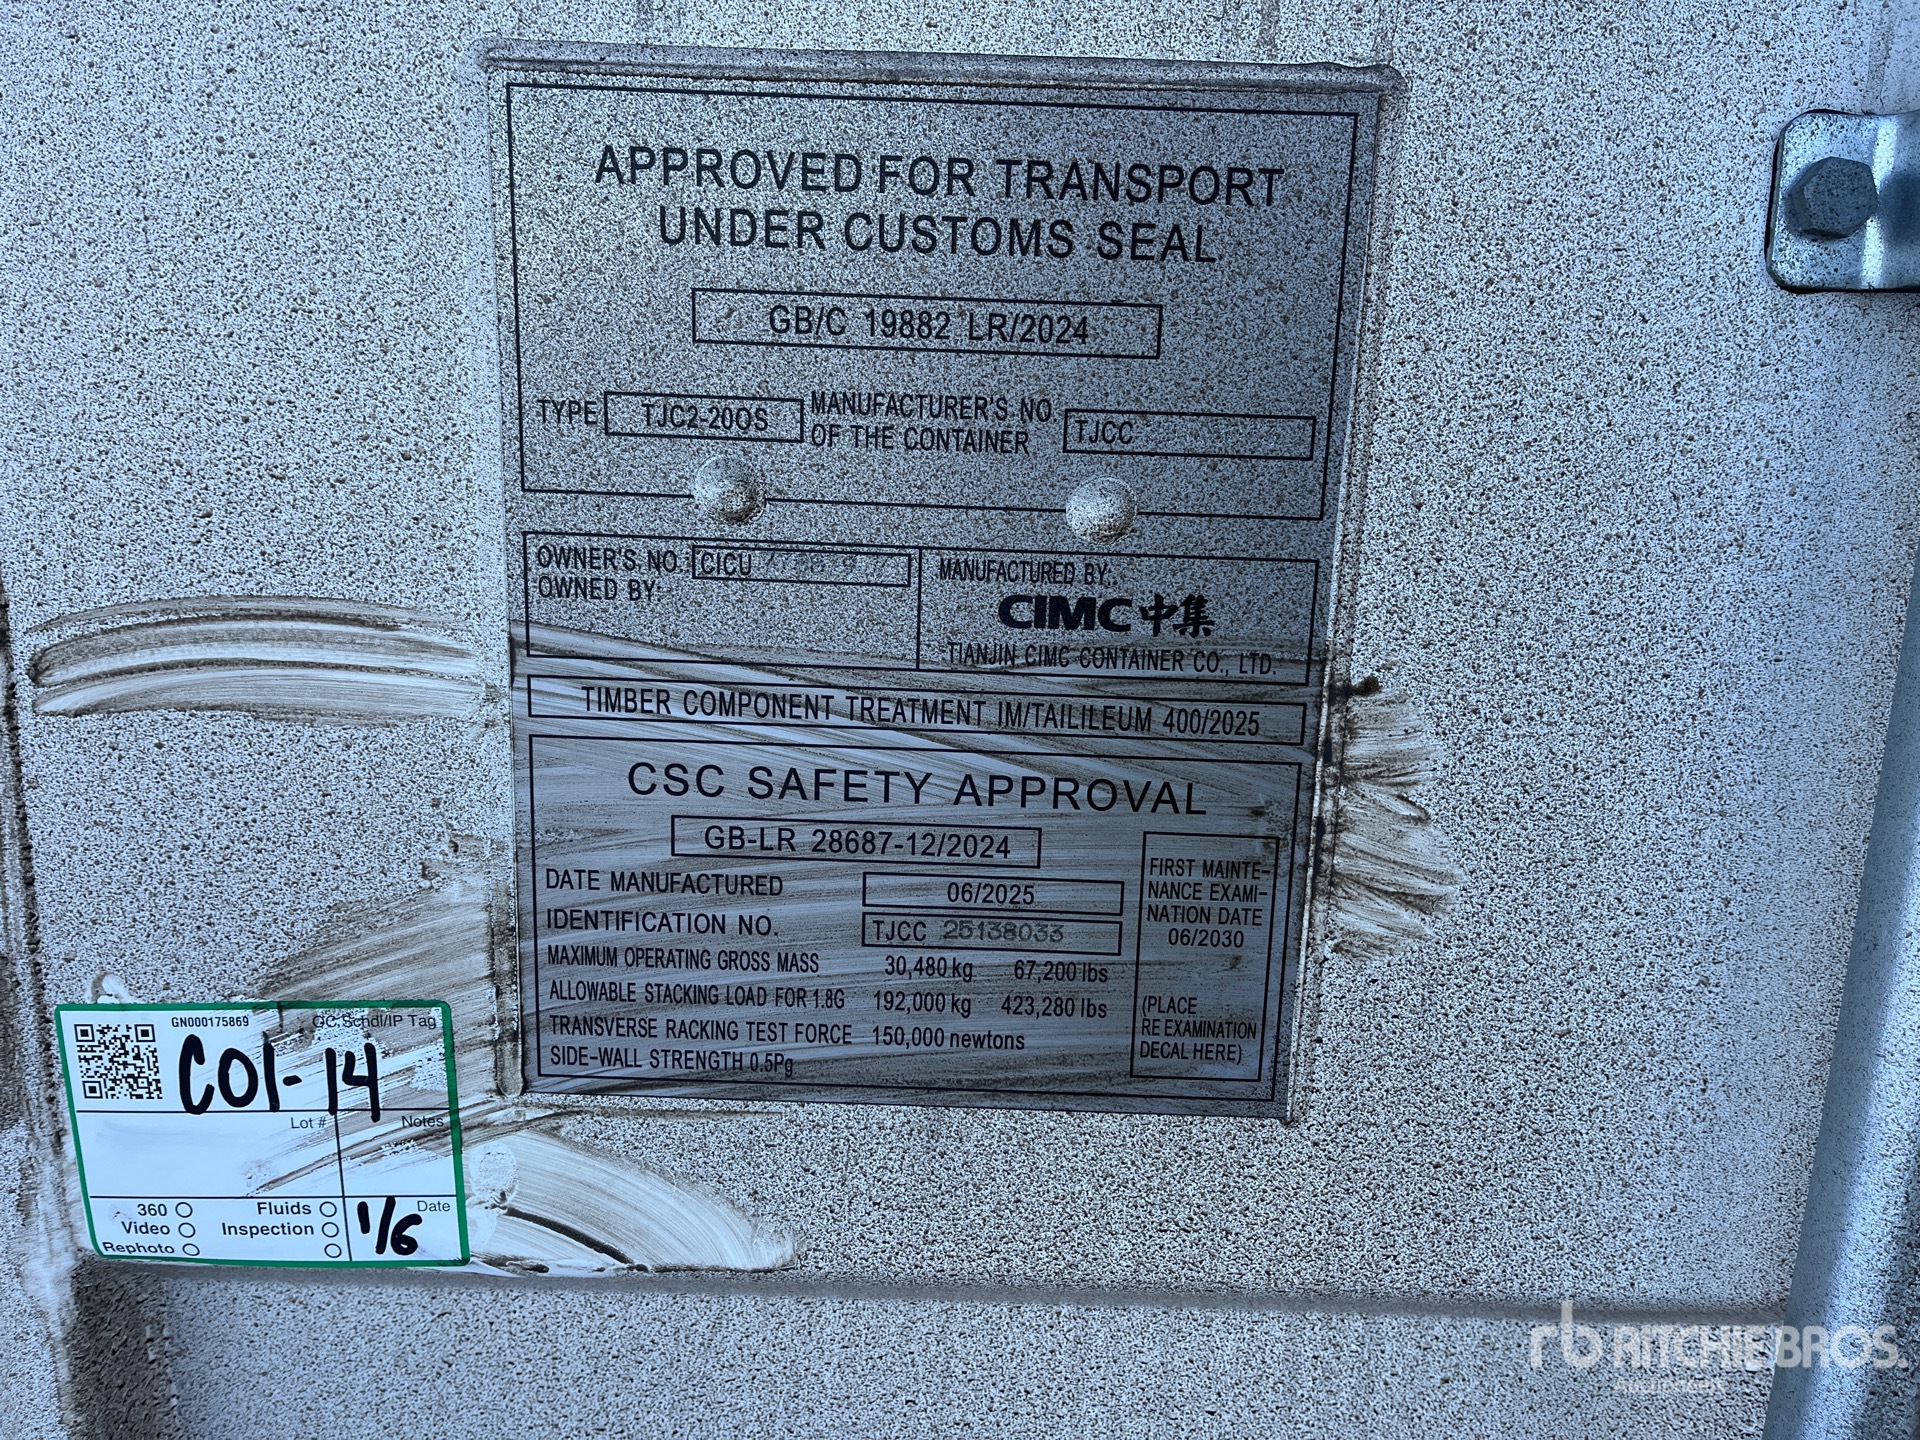 APPROVED FOR TRANSPORT
UNDER CUSTOMS SEAL
GB/C 19882 LR/2024
TYPE TJC2-20OS MANUFACTURER'S NO. OF THE CONTAINER TJCC
OWNER'S NO. CICU
OWNED BY:
MANUFACTURED BY:
CIMC 中集
TIANJIN CIMC CONTAINER CO., LTD.
TIMBER COMPONENT TREATMENT IM/TAILILEUM 400/2025
CSC SAFETY APPROVAL
GB-LR 28687-12/2024
DATE MANUFACTURED 06/2025
IDENTIFICATION NO. TJCC 25138033
MAXIMUM OPERATING GROSS MASS 30,480 kg 67,200 lbs
ALLOWABLE STACKING LOAD FOR 1.8G 192,000 kg 423,280 lbs
TRANSVERSE RACKING TEST FORCE 150,000 newtons
SIDE-WALL STRENGTH 0.5Pg
FIRST MAINTE-
NANCE EXAMI-
NATION DATE
06/2030
(PLACE
RE EXAMINATION
DECAL HERE)
GN000175869 QC, Schdl/IP Tag
CO1-14
Lot # Notes
360 Fluids Date
Video Inspection 1/6
Rephoto
rb RITCHIE BROS.
Auctioneers